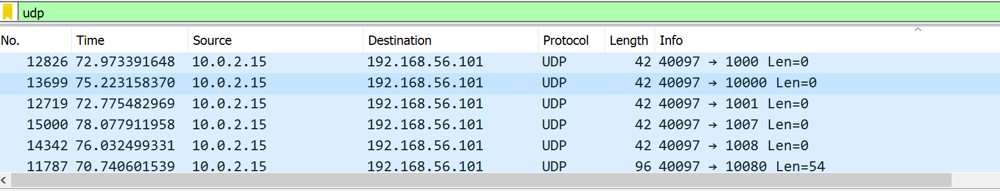 udp
No. Time Source Destination Protocol Length Info
12826 72.973391648 10.0.2.15 192.168.56.101 UDP 42 40097 → 1000 Len=0
13699 75.223158370 10.0.2.15 192.168.56.101 UDP 42 40097 → 10000 Len=0
12719 72.775482969 10.0.2.15 192.168.56.101 UDP 42 40097 → 1001 Len=0
15000 78.077911958 10.0.2.15 192.168.56.101 UDP 42 40097 → 1007 Len=0
14342 76.032499331 10.0.2.15 192.168.56.101 UDP 42 40097 → 1008 Len=0
11787 70.740601539 10.0.2.15 192.168.56.101 UDP 96 40097 → 10080 Len=54